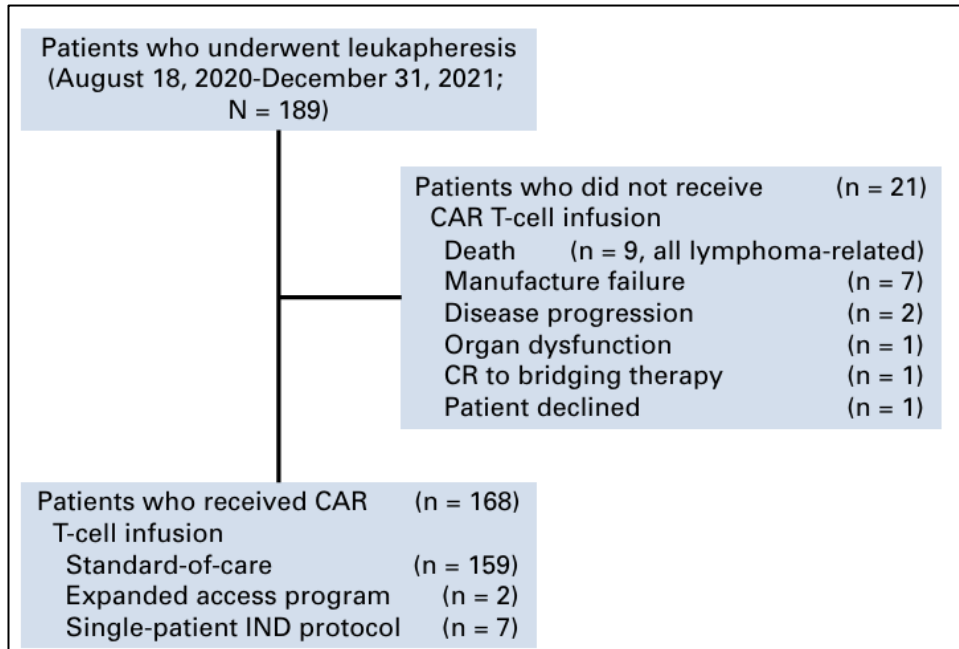 Patients who underwent leukapheresis
(August 18, 2020-December 31, 2021;
N = 189)
Patients who did not receive (n = 21)
CAR T-cell infusion
Death (n = 9, all lymphoma-related)
Manufacture failure (n = 7)
Disease progression (n = 2)
Organ dysfunction (n = 1)
CR to bridging therapy (n = 1)
Patient declined (n = 1)
Patients who received CAR (n = 168)
T-cell infusion
Standard-of-care (n = 159)
Expanded access program (n = 2)
Single-patient IND protocol (n = 7)